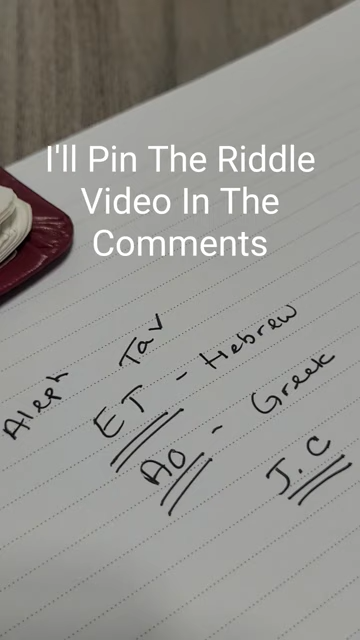 I'll Pin The Riddle
Video In The
Comments
Aleph Tav
ET - Hebrew
AO - Greek
J.C